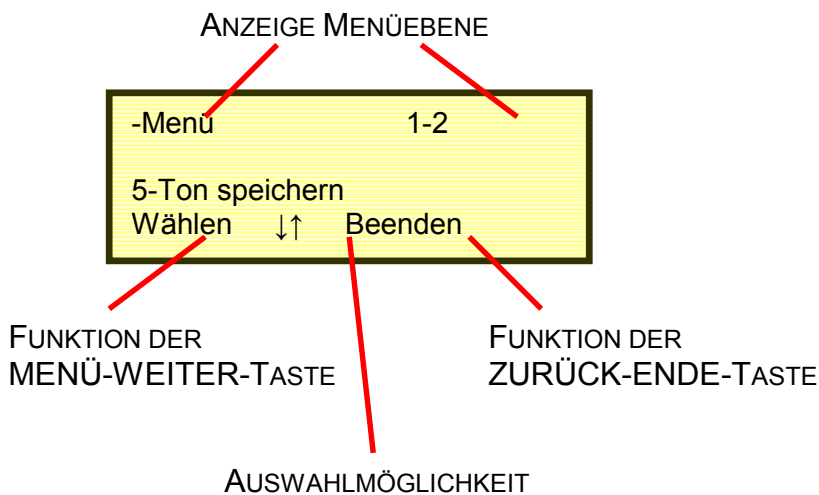 ANZEIGE MENÜEBENE
-Menü 1-2
5-Ton speichern
Wählen ↓↑ Beenden
FUNKTION DER
MENÜ-WEITER-TASTE
FUNKTION DER
ZURÜCK-ENDE-TASTE
AUSWAHLMÖGLICHKEIT